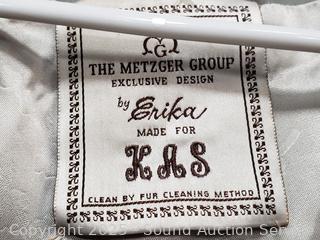 MG
THE METZGER GROUP
EXCLUSIVE DESIGN
by Erika
MADE FOR
KAS
CLEAN BY FUR CLEANING METHOD
Copyright 2025 Sound Auction Service